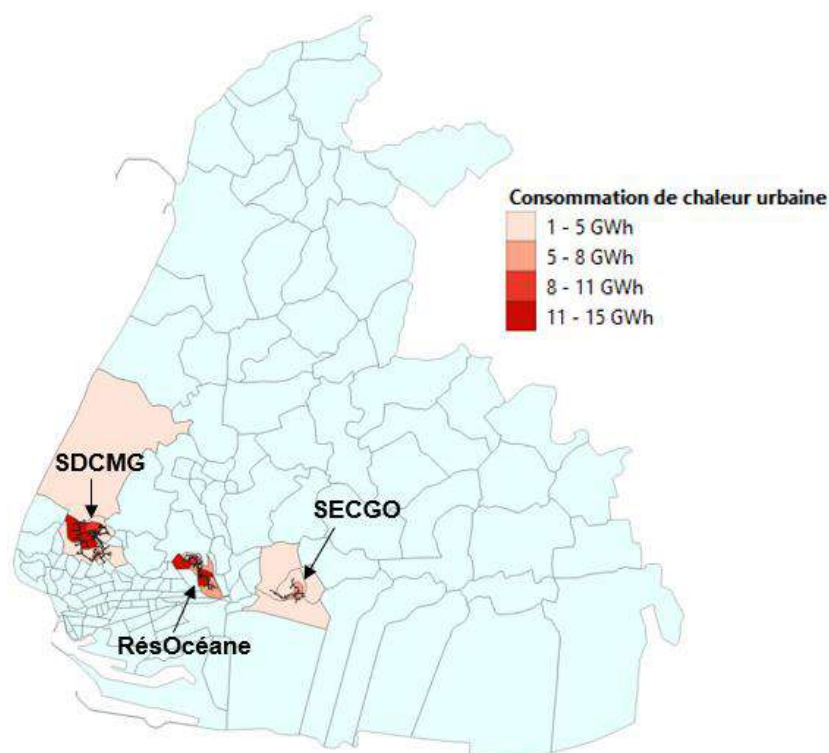 Consommation de chaleur urbaine
1 - 5 GWh
5 - 8 GWh
8 - 11 GWh
11 - 15 GWh
SDCMG
SECGO
RésOcéane